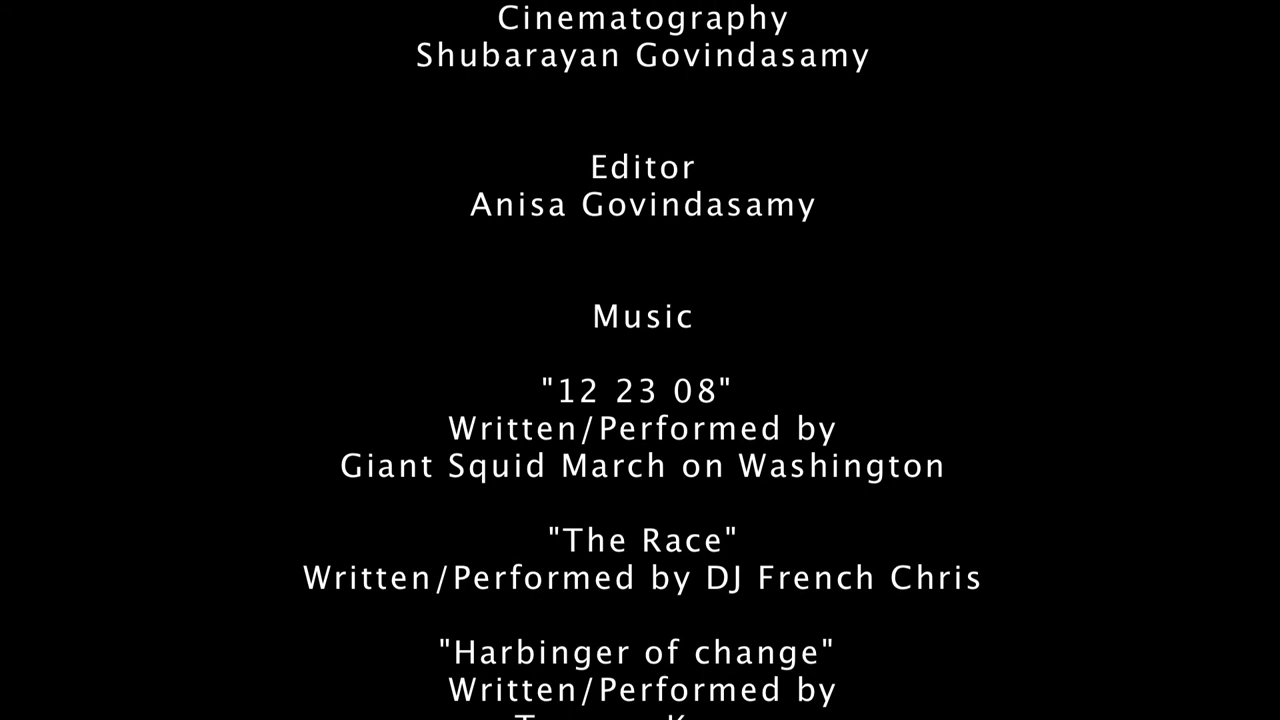 Cinematography
Shubarayan Govindasamy
Editor
Anisa Govindasamy
Music
"12 23 08"
Written/Performed by
Giant Squid March on Washington
"The Race"
Written/Performed by DJ French Chris
"Harbinger of change"
Written/Performed by